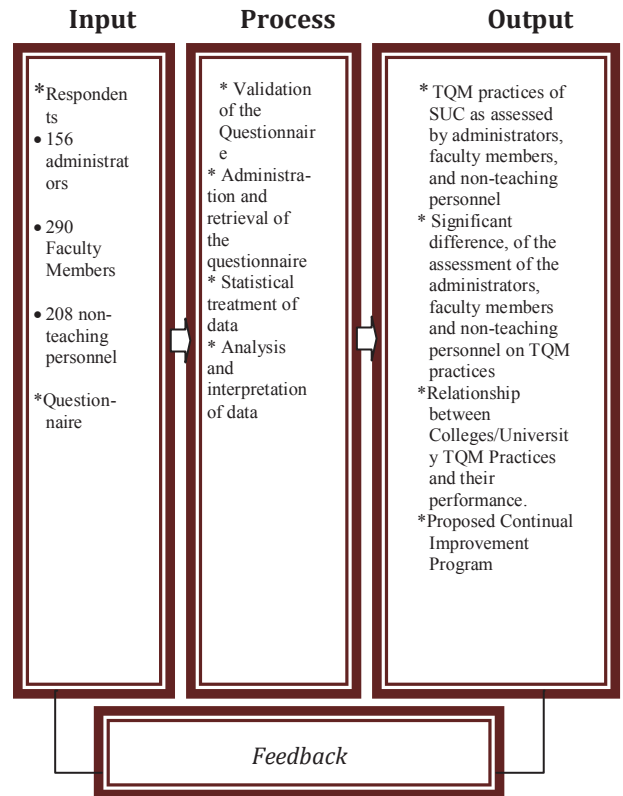 Input
Process
Output
*Responden
ts
• 156
administrat
ors
• 290
Faculty
Members
• 208 non-
teaching
personnel
*Question-
naire
* Validation
of the
Questionnair
e
* Administra-
tion and
retrieval of
the
questionnaire
* Statistical
treatment of
data
* Analysis
and
interpretation
of data
* TQM practices of
SUC as assessed
by administrators,
faculty members,
and non-teaching
personnel
* Significant
difference, of the
assessment of the
administrators,
faculty members
and non-teaching
personnel on TQM
practices
*Relationship
between
Colleges/Universit
y TQM Practices
and their
performance.
*Proposed Continual
Improvement
Program
Feedback